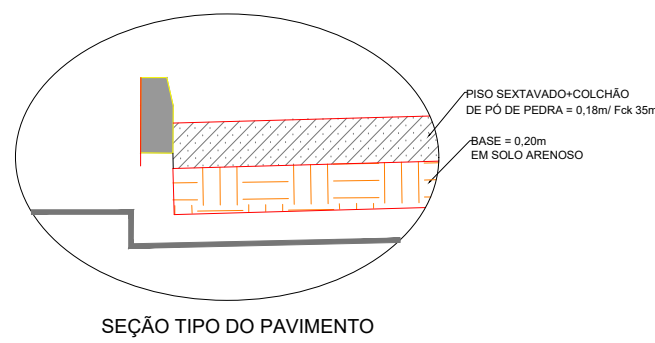 PISO SEXTAVADO+COLCHÃO
DE PÓ DE PEDRA = 0,18m/ Fck 35m
BASE = 0,20m
EM SOLO ARENOSO
SEÇÃO TIPO DO PAVIMENTO